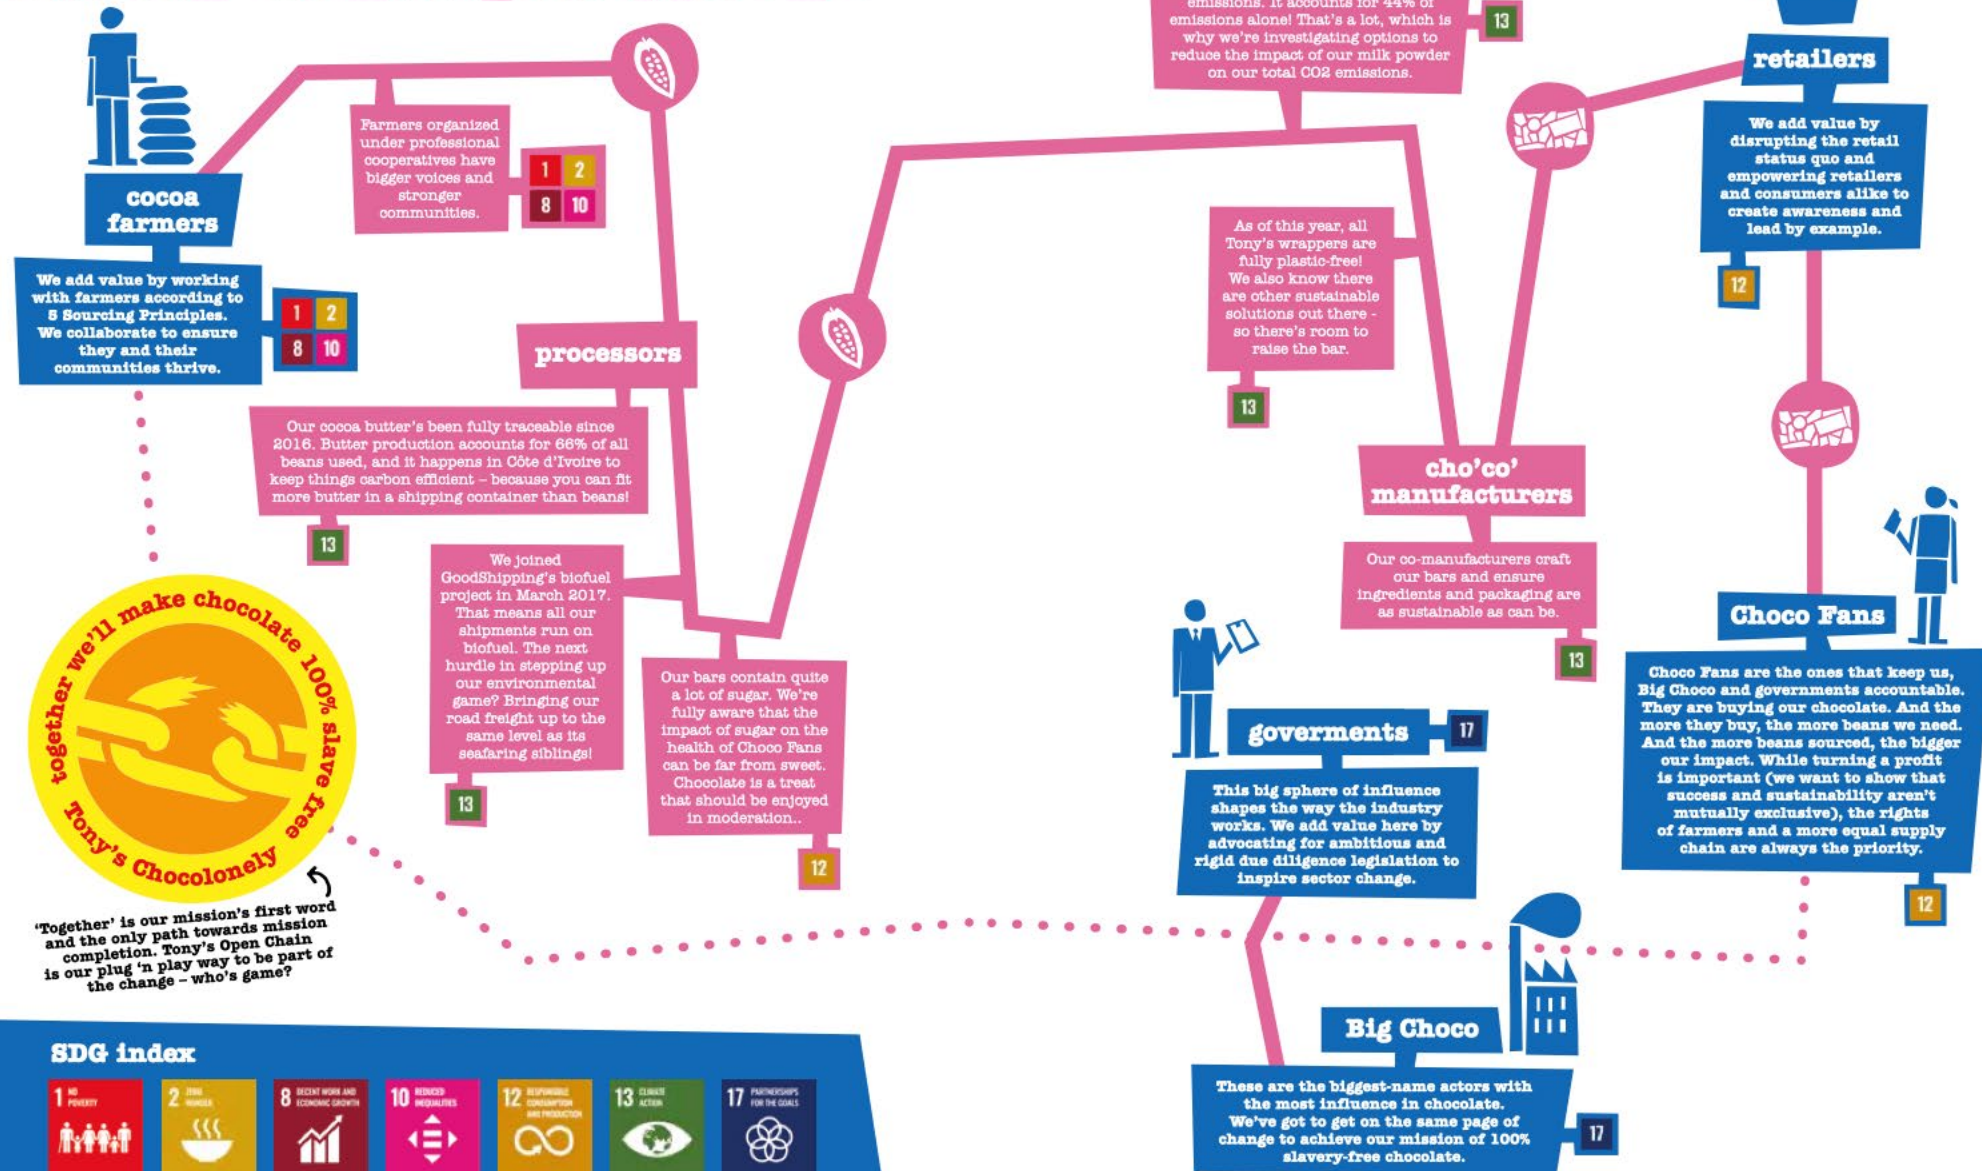 cocoa
farmers
We add value by working
with farmers according to
5 Sourcing Principles.
We collaborate to ensure
they and their
communities thrive.
1 2
8 10
Farmers organized
under professional
cooperatives have
bigger voices and
stronger
communities.
1 2
8 10
processors
Our cocoa butter's been fully traceable since
2016. Butter production accounts for 66% of all
beans used, and it happens in Côte d'Ivoire to
keep things carbon efficient – because you can fit
more butter in a shipping container than beans!
13
We joined
GoodShipping's biofuel
project in March 2017.
That means all our
shipments run on
biofuel. The next
hurdle in stepping up
our environmental
game? Bringing our
road freight up to the
same level as its
seafaring siblings!
13
Our bars contain quite
a lot of sugar. We're
fully aware that the
impact of sugar on the
health of Choco Fans
can be far from sweet.
Chocolate is a treat
that should be enjoyed
in moderation..
12
emissions. It accounts for 44% of
emissions alone! That's a lot, which is
why we're investigating options to
reduce the impact of our milk powder
on our total CO2 emissions.
13
As of this year, all
Tony's wrappers are
fully plastic-free!
We also know there
are other sustainable
solutions out there -
so there's room to
raise the bar.
13
cho'co'
manufacturers
Our co-manufacturers craft
our bars and ensure
ingredients and packaging are
as sustainable as can be.
13
retailers
We add value by
disrupting the retail
status quo and
empowering retailers
and consumers alike to
create awareness and
lead by example.
12
Choco Fans
Choco Fans are the ones that keep us,
Big Choco and governments accountable.
They are buying our chocolate. And the
more they buy, the more beans we need.
And the more beans sourced, the bigger
our impact. While turning a profit
is important (we want to show that
success and sustainability aren't
mutually exclusive), the rights
of farmers and a more equal supply
chain are always the priority.
12
goverments
17
This big sphere of influence
shapes the way the industry
works. We add value here by
advocating for ambitious and
rigid due diligence legislation to
inspire sector change.
Big Choco
These are the biggest-name actors with
the most influence in chocolate.
We've got to get on the same page of
change to achieve our mission of 100%
slavery-free chocolate.
17
together we'll make chocolate 100% slave free
Tony's Chocolonely
'Together' is our mission's first word
and the only path towards mission
completion. Tony's Open Chain
is our plug 'n play way to be part of
the change – who's game?
SDG index
1 NO
POVERTY
2 ZERO
HUNGER
8 DECENT WORK AND
ECONOMIC GROWTH
10 REDUCED
INEQUALITIES
12 RESPONSIBLE
CONSUMPTION
AND PRODUCTION
13 CLIMATE
ACTION
17 PARTNERSHIPS
FOR THE GOALS